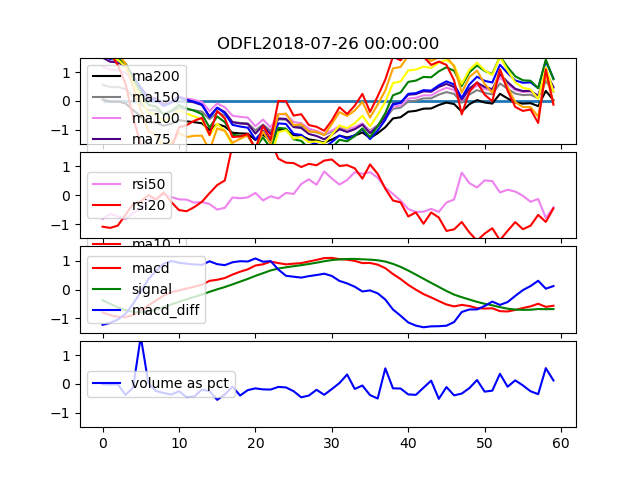 ODFL2018-07-26 00:00:00
1
0
−1
ma200
ma150
ma100
ma75
1
0
−1
rsi50
rsi20
ma10
1
0
−1
macd
signal
macd_diff
1
0
−1
volume as pct
0 10 20 30 40 50 60